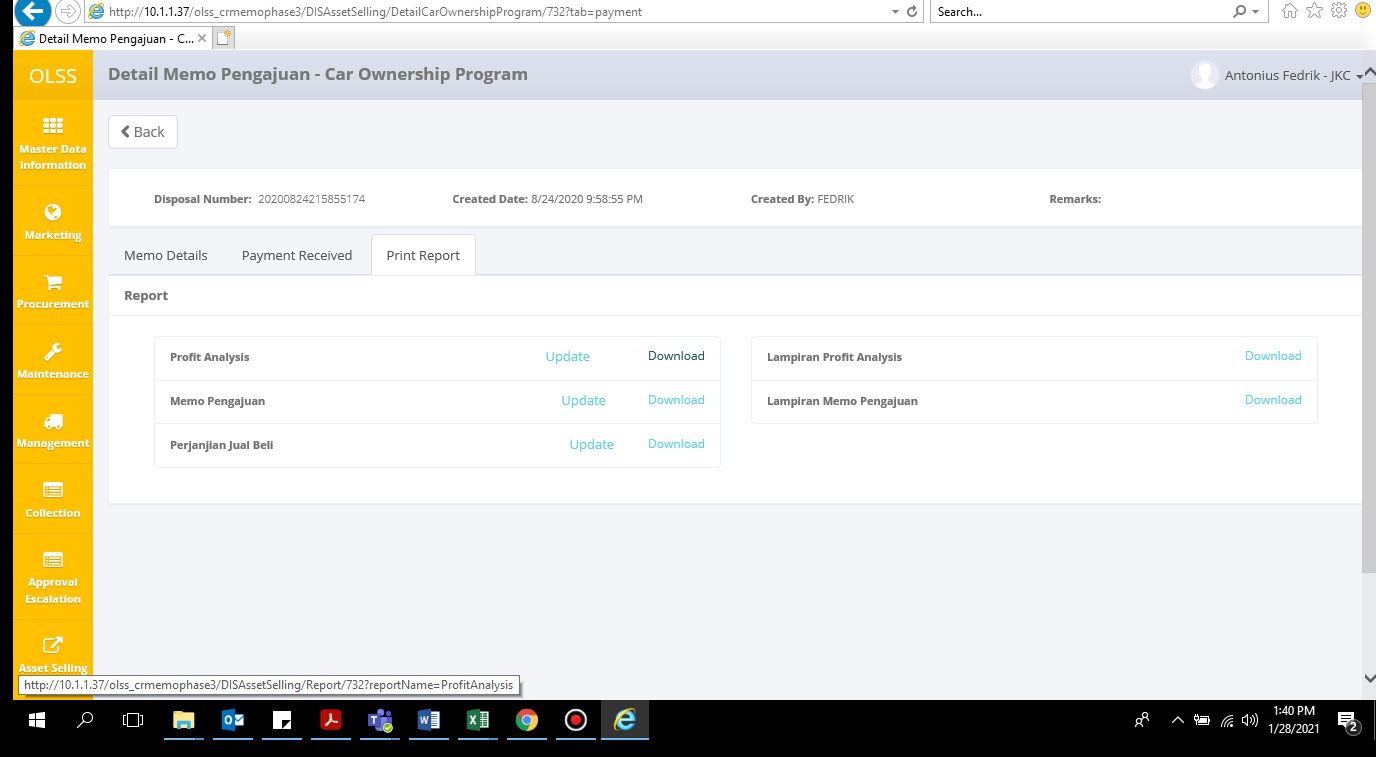 http://10.1.1.37/olss_crmemophase3/DISAssetSelling/DetailCarOwnershipProgram/732?tab=payment
Search...
Detail Memo Pengajuan - C...
OLSS
Detail Memo Pengajuan - Car Ownership Program
Antonius Fedrik - JKC
Back
Master Data
Information
Marketing
Procurement
Maintenance
Management
Collection
Approval
Escalation
Asset Selling
Disposal Number: 20200824215855174
Created Date: 8/24/2020 9:58:55 PM
Created By: FEDRIK
Remarks:
Memo Details
Payment Received
Print Report
Report
Profit Analysis Update Download
Memo Pengajuan Update Download
Perjanjian Jual Beli Update Download
Lampiran Profit Analysis Download
Lampiran Memo Pengajuan Download
http://10.1.1.37/olss_crmemophase3/DISAssetSelling/Report/732?reportName=ProfitAnalysis
1:40 PM
1/28/2021
2